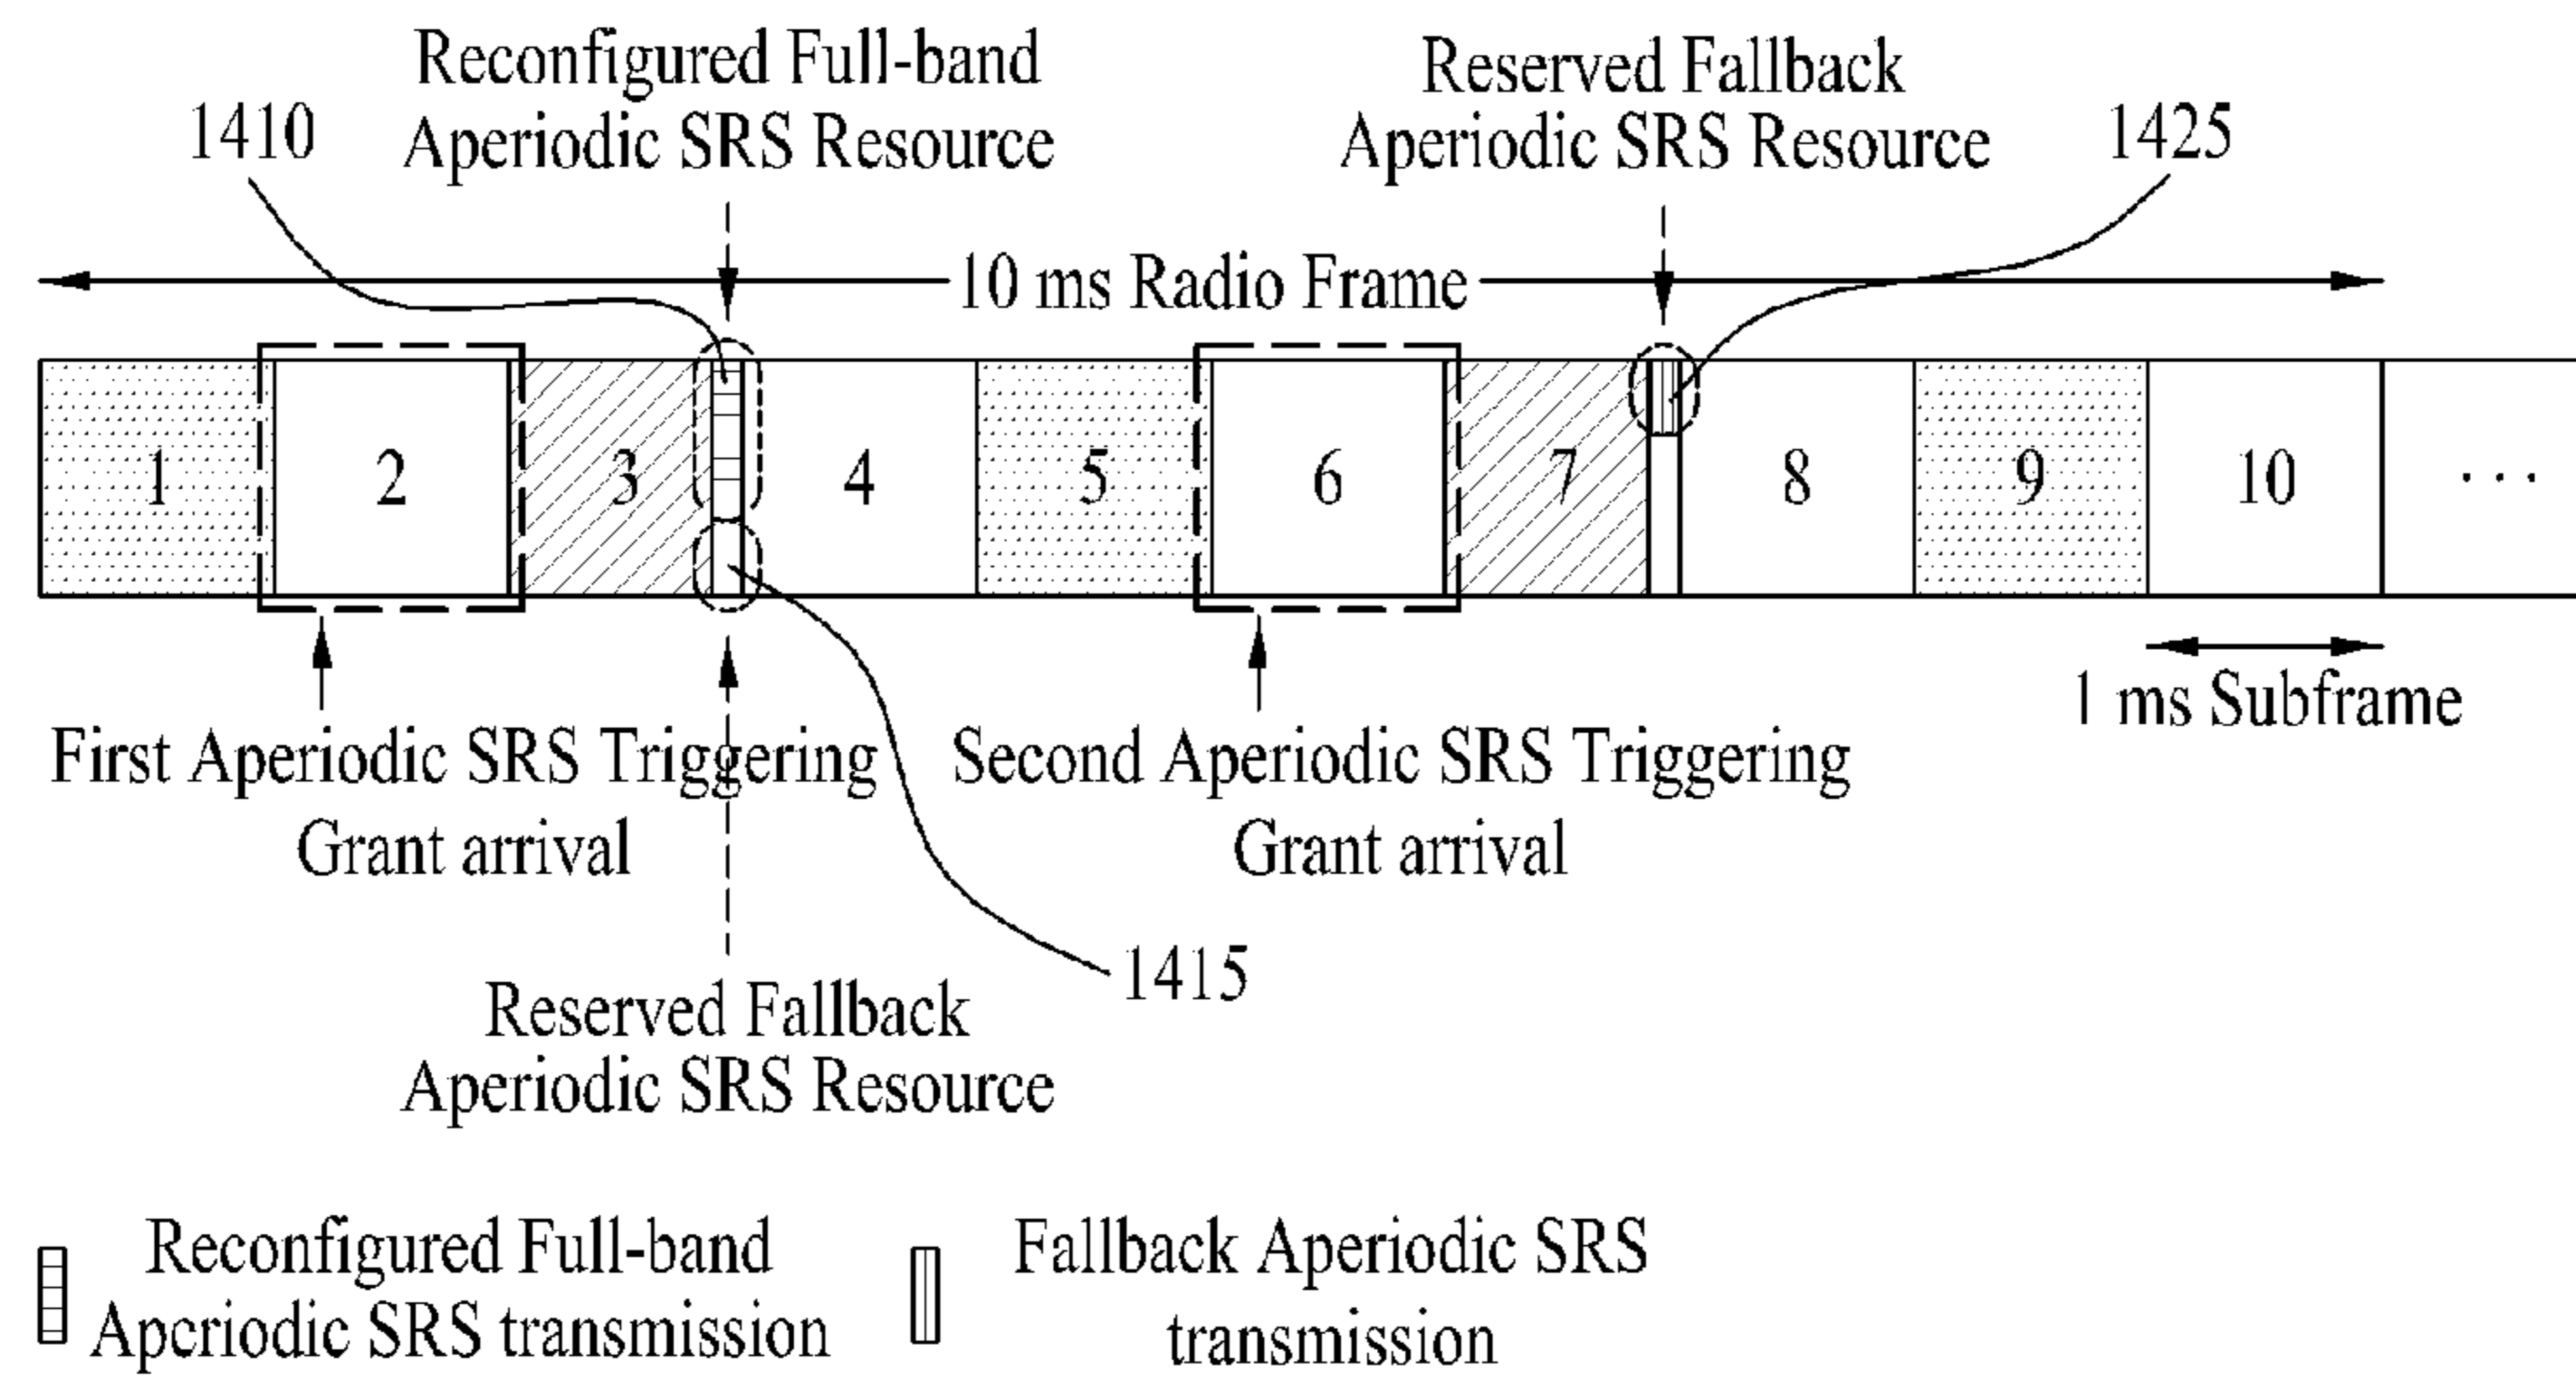 Reconfigured Full-band
Aperiodic SRS Resource
Reserved Fallback
Aperiodic SRS Resource
1410
1425
10 ms Radio Frame
1 2 3 4 5 6 7 8 9 10 ...
1 ms Subframe
First Aperiodic SRS Triggering
Grant arrival
Second Aperiodic SRS Triggering
Grant arrival
1415
Reserved Fallback
Aperiodic SRS Resource
Reconfigured Full-band
Aperiodic SRS transmission
Fallback Aperiodic SRS
transmission